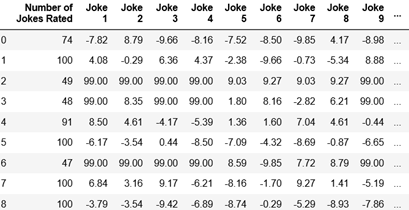 Number of Jokes Rated Joke 1 Joke 2 Joke 3 Joke 4 Joke 5 Joke 6 Joke 7 Joke 8 Joke 9 ...
0 74 -7.82 8.79 -9.66 -8.16 -7.52 -8.50 -9.85 4.17 -8.98 ...
1 100 4.08 -0.29 6.36 4.37 -2.38 -9.66 -0.73 -5.34 8.88 ...
2 49 99.00 99.00 99.00 99.00 9.03 9.27 9.03 9.27 99.00 ...
3 48 99.00 8.35 99.00 99.00 1.80 8.16 -2.82 6.21 99.00 ...
4 91 8.50 4.61 -4.17 -5.39 1.36 1.60 7.04 4.61 -0.44 ...
5 100 -6.17 -3.54 0.44 -8.50 -7.09 -4.32 -8.69 -0.87 -6.65 ...
6 47 99.00 99.00 99.00 99.00 8.59 -9.85 7.72 8.79 99.00 ...
7 100 6.84 3.16 9.17 -6.21 -8.16 -1.70 9.27 1.41 -5.19 ...
8 100 -3.79 -3.54 -9.42 -6.89 -8.74 -0.29 -5.29 -8.93 -7.86 ...